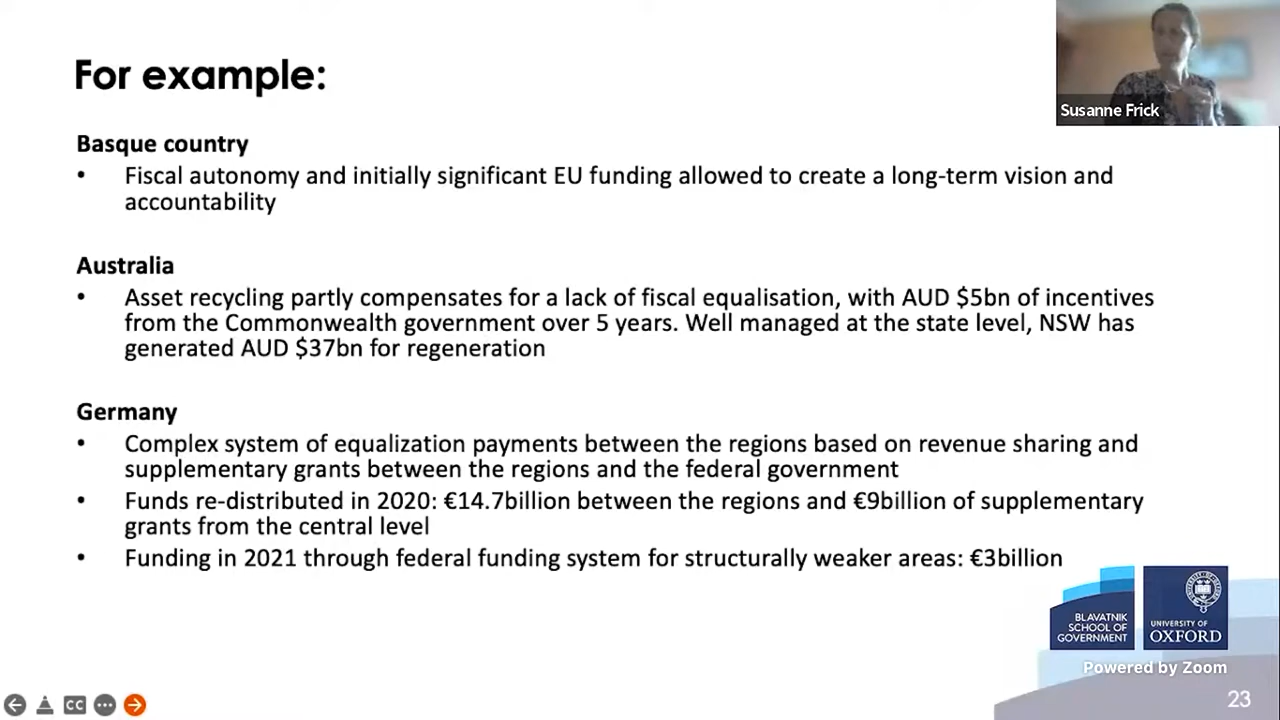 For example:
Susanne Frick
Basque country
• Fiscal autonomy and initially significant EU funding allowed to create a long-term vision and
accountability
Australia
• Asset recycling partly compensates for a lack of fiscal equalisation, with AUD $5bn of incentives
from the Commonwealth government over 5 years. Well managed at the state level, NSW has
generated AUD $37bn for regeneration
Germany
• Complex system of equalization payments between the regions based on revenue sharing and
supplementary grants between the regions and the federal government
• Funds re-distributed in 2020: €14.7billion between the regions and €9billion of supplementary
grants from the central level
• Funding in 2021 through federal funding system for structurally weaker areas: €3billion
BLAVATNIK
SCHOOL OF
GOVERNMENT
UNIVERSITY OF
OXFORD
Powered by Zoom
CC
23